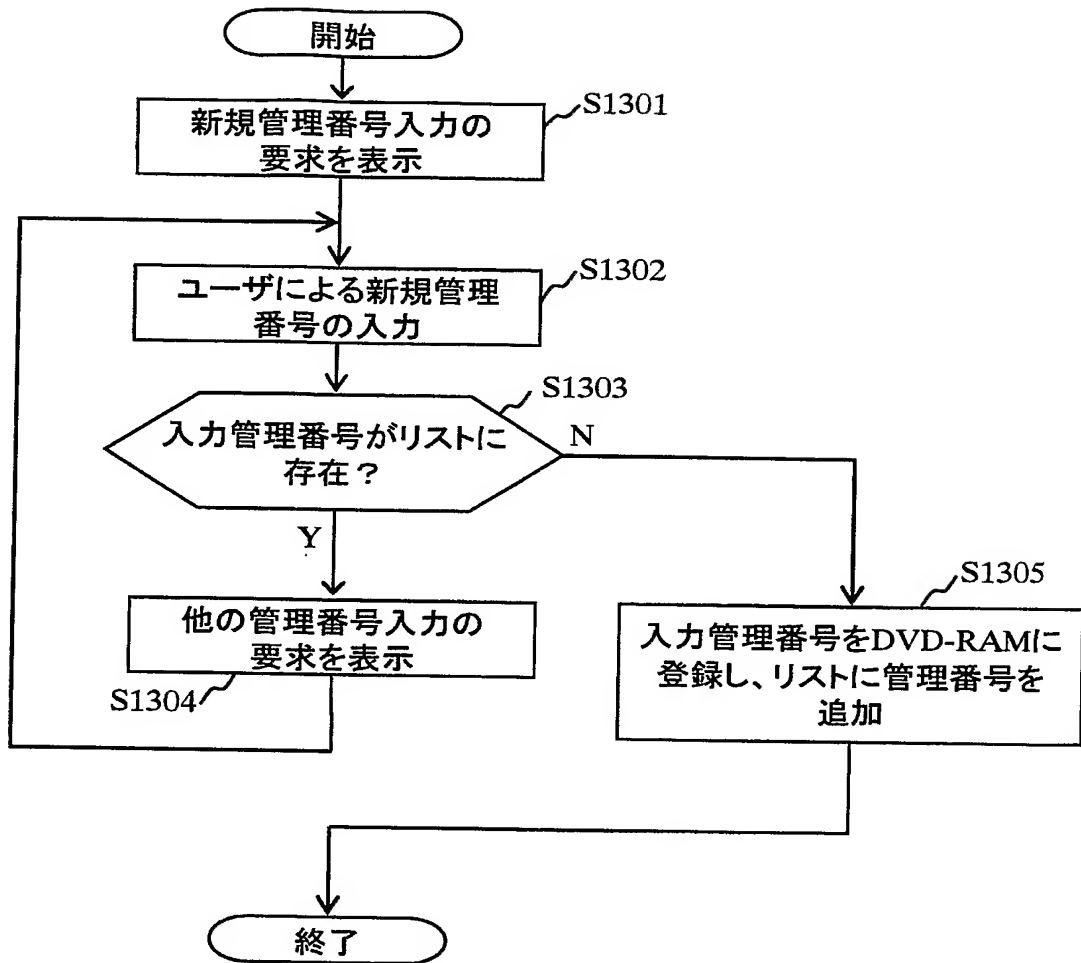 開始
S1301
新規管理番号入力の
要求を表示
S1302
ユーザによる新規管理
番号の入力
S1303
入力管理番号がリストに
存在？
N
Y
他の管理番号入力の
要求を表示
S1304
S1305
入力管理番号をDVD-RAMに
登録し、リストに管理番号を
追加
終了